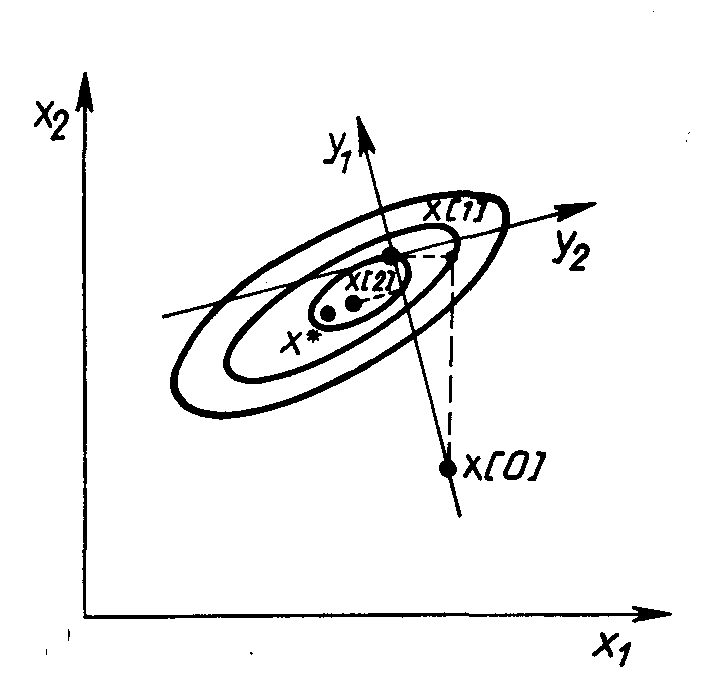 x₂
y₁
x[1]
y₂
x[2]
x*
x[0]
x₁